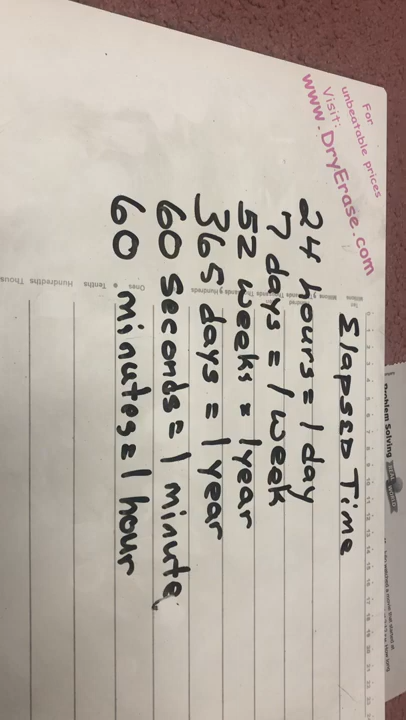 For
unbeatable prices
Visit:
www.DryErase.com
Elapsed Time
24 hours = 1 day
7 days = 1 week
52 weeks = 1 year
365 days = 1 year
60 seconds = 1 minute
60 minutes = 1 hour
Ones
Tenths
Hundredths
Thous
Problem Solving